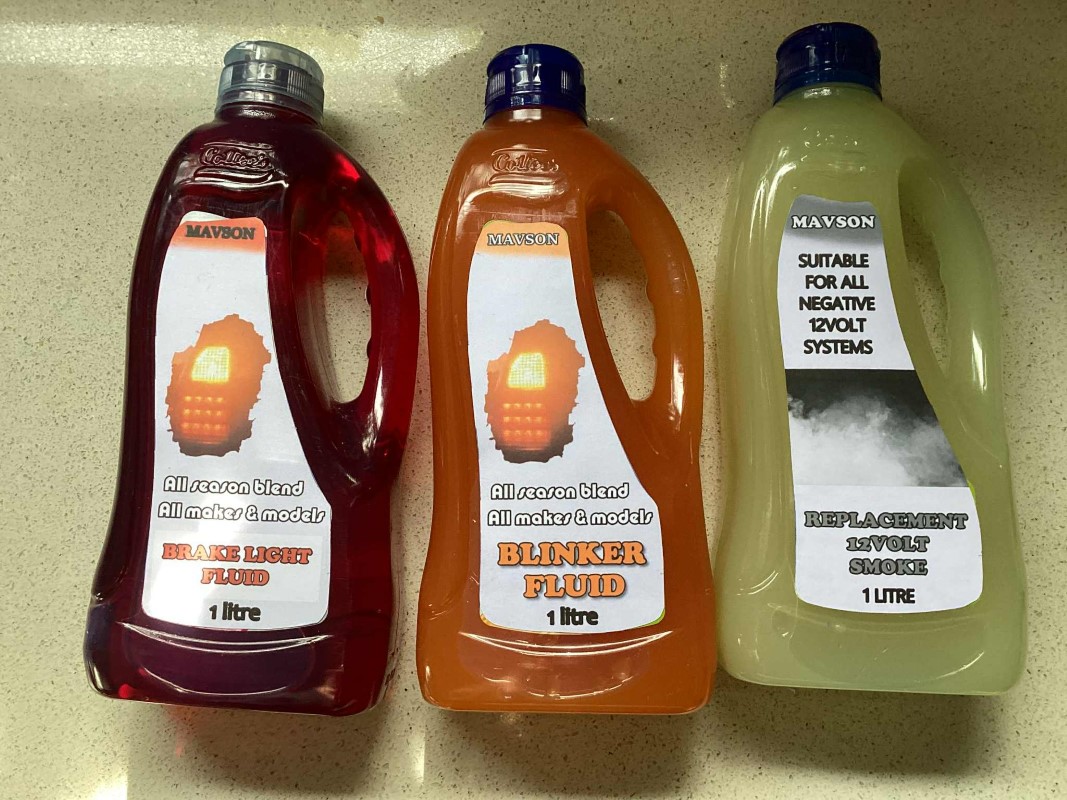 MAVSON
All season blend
All makes & models
BRAKE LIGHT
FLUID
1 litre
MAVSON
All season blend
All makes & models
BLINKER
FLUID
1 litre
MAVSON
SUITABLE
FOR ALL
NEGATIVE
12VOLT
SYSTEMS
REPLACEMENT
12VOLT
SMOKE
1 LITRE